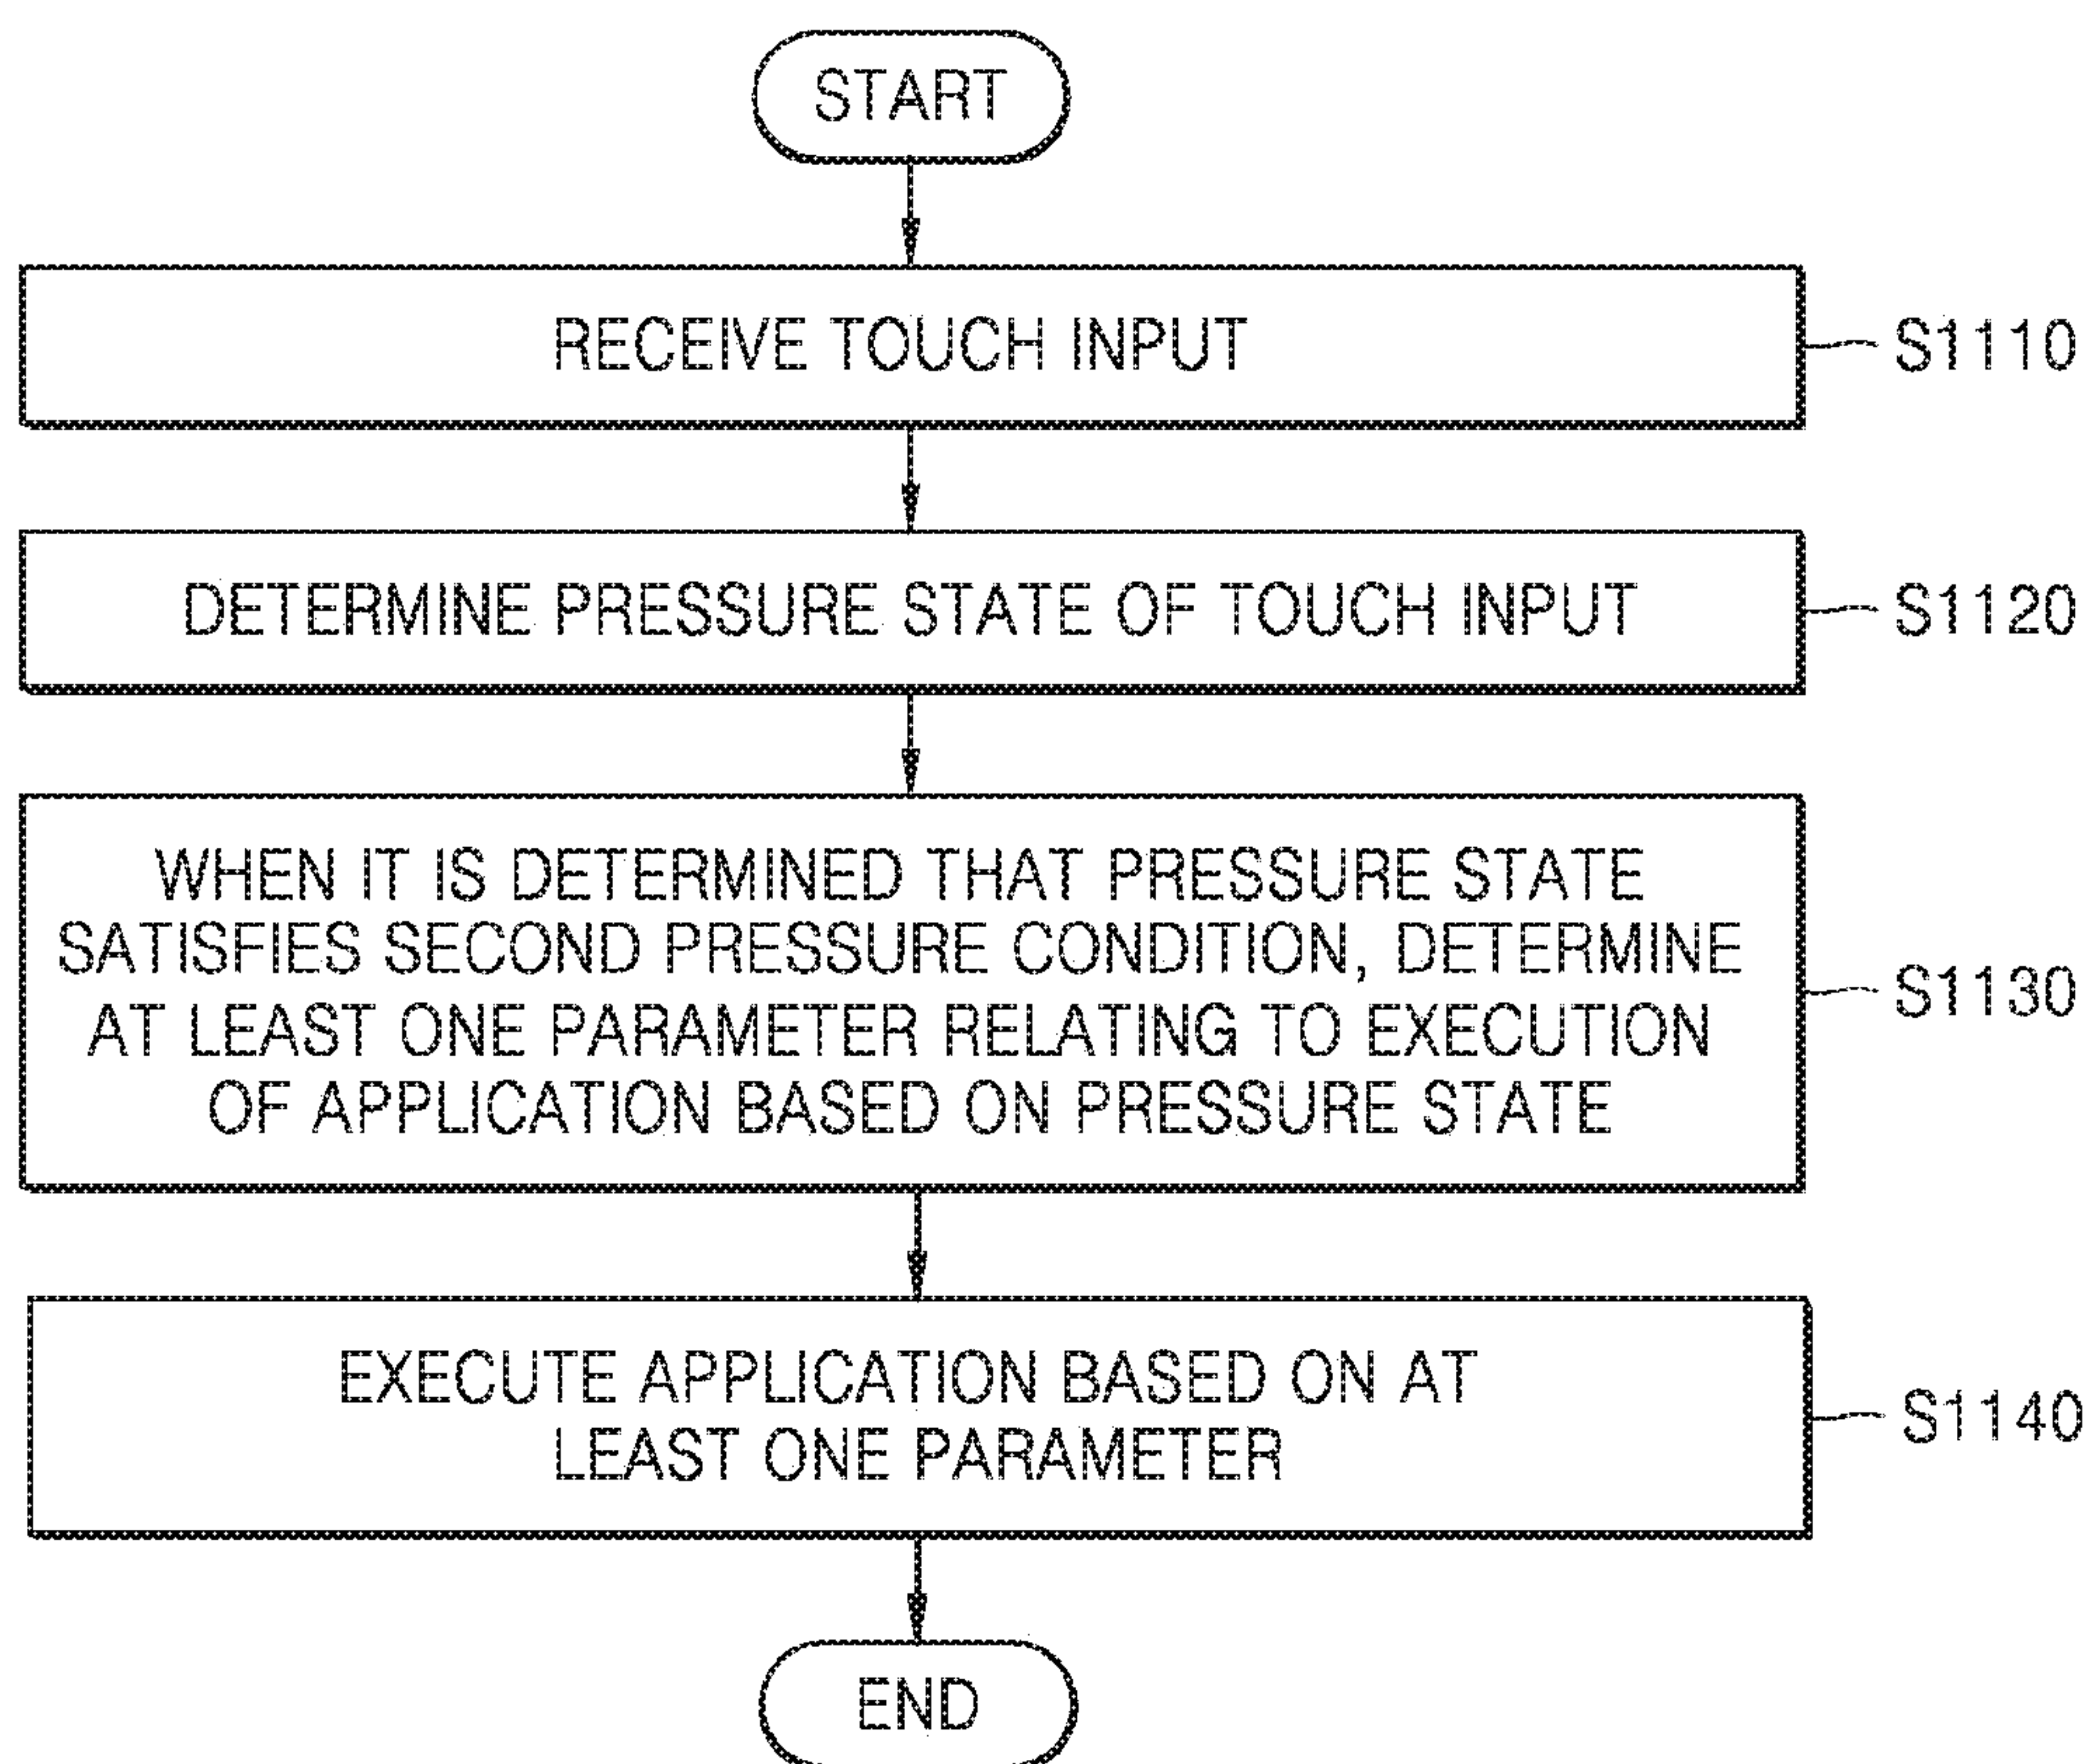 START
RECEIVE TOUCH INPUT
S1110
DETERMINE PRESSURE STATE OF TOUCH INPUT
S1120
WHEN IT IS DETERMINED THAT PRESSURE STATE
SATISFIES SECOND PRESSURE CONDITION, DETERMINE
AT LEAST ONE PARAMETER RELATING TO EXECUTION
OF APPLICATION BASED ON PRESSURE STATE
S1130
EXECUTE APPLICATION BASED ON AT
LEAST ONE PARAMETER
S1140
END